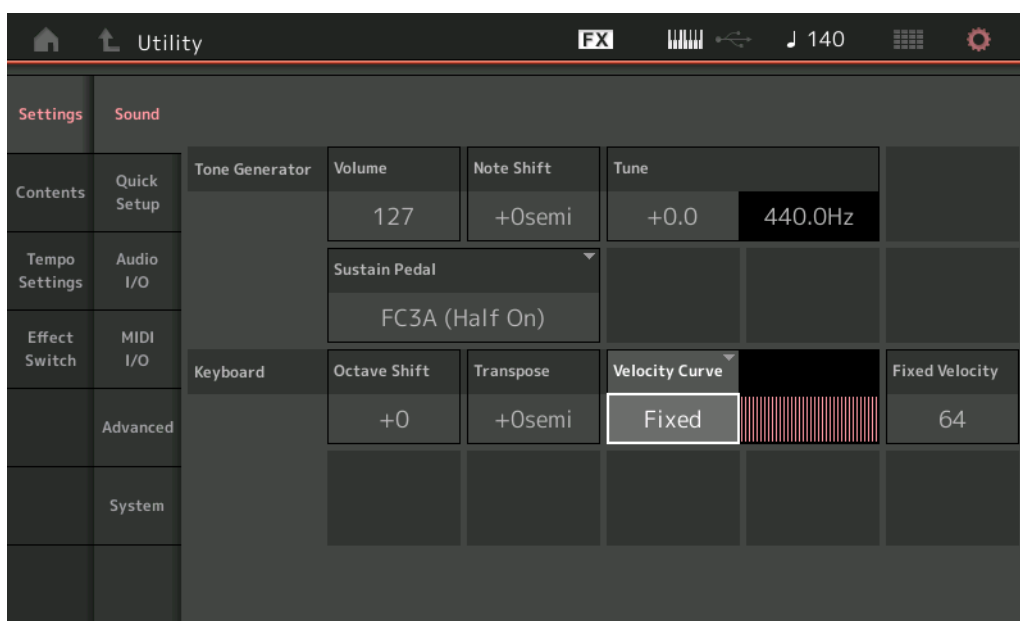 Utility
FX
♩ 140
Settings
Sound
Contents
Quick
Setup
Tempo
Settings
Audio
I/O
Effect
Switch
MIDI
I/O
Advanced
System
Tone Generator
Volume
Note Shift
Tune
127
+0semi
+0.0
440.0Hz
Sustain Pedal
FC3A (Half On)
Keyboard
Octave Shift
Transpose
Velocity Curve
Fixed Velocity
+0
+0semi
Fixed
64